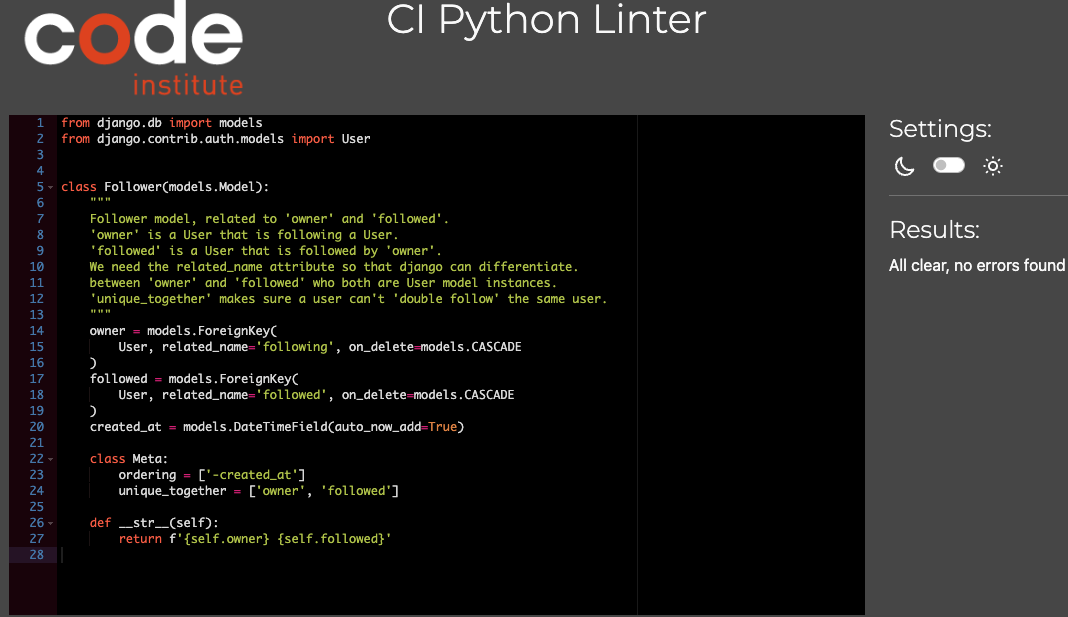 code
institute
CI Python Linter
1 from django.db import models
2 from django.contrib.auth.models import User
3
4
5 class Follower(models.Model):
6     """
7     Follower model, related to 'owner' and 'followed'.
8     'owner' is a User that is following a User.
9     'followed' is a User that is followed by 'owner'.
10     We need the related_name attribute so that django can differentiate.
11     between 'owner' and 'followed' who both are User model instances.
12     'unique_together' makes sure a user can't 'double follow' the same user.
13     """
14     owner = models.ForeignKey(
15         User, related_name='following', on_delete=models.CASCADE
16     )
17     followed = models.ForeignKey(
18         User, related_name='followed', on_delete=models.CASCADE
19     )
20     created_at = models.DateTimeField(auto_now_add=True)
21
22     class Meta:
23         ordering = ['-created_at']
24         unique_together = ['owner', 'followed']
25
26     def __str__(self):
27         return f'{self.owner} {self.followed}'
28
Settings:
Results:
All clear, no errors found